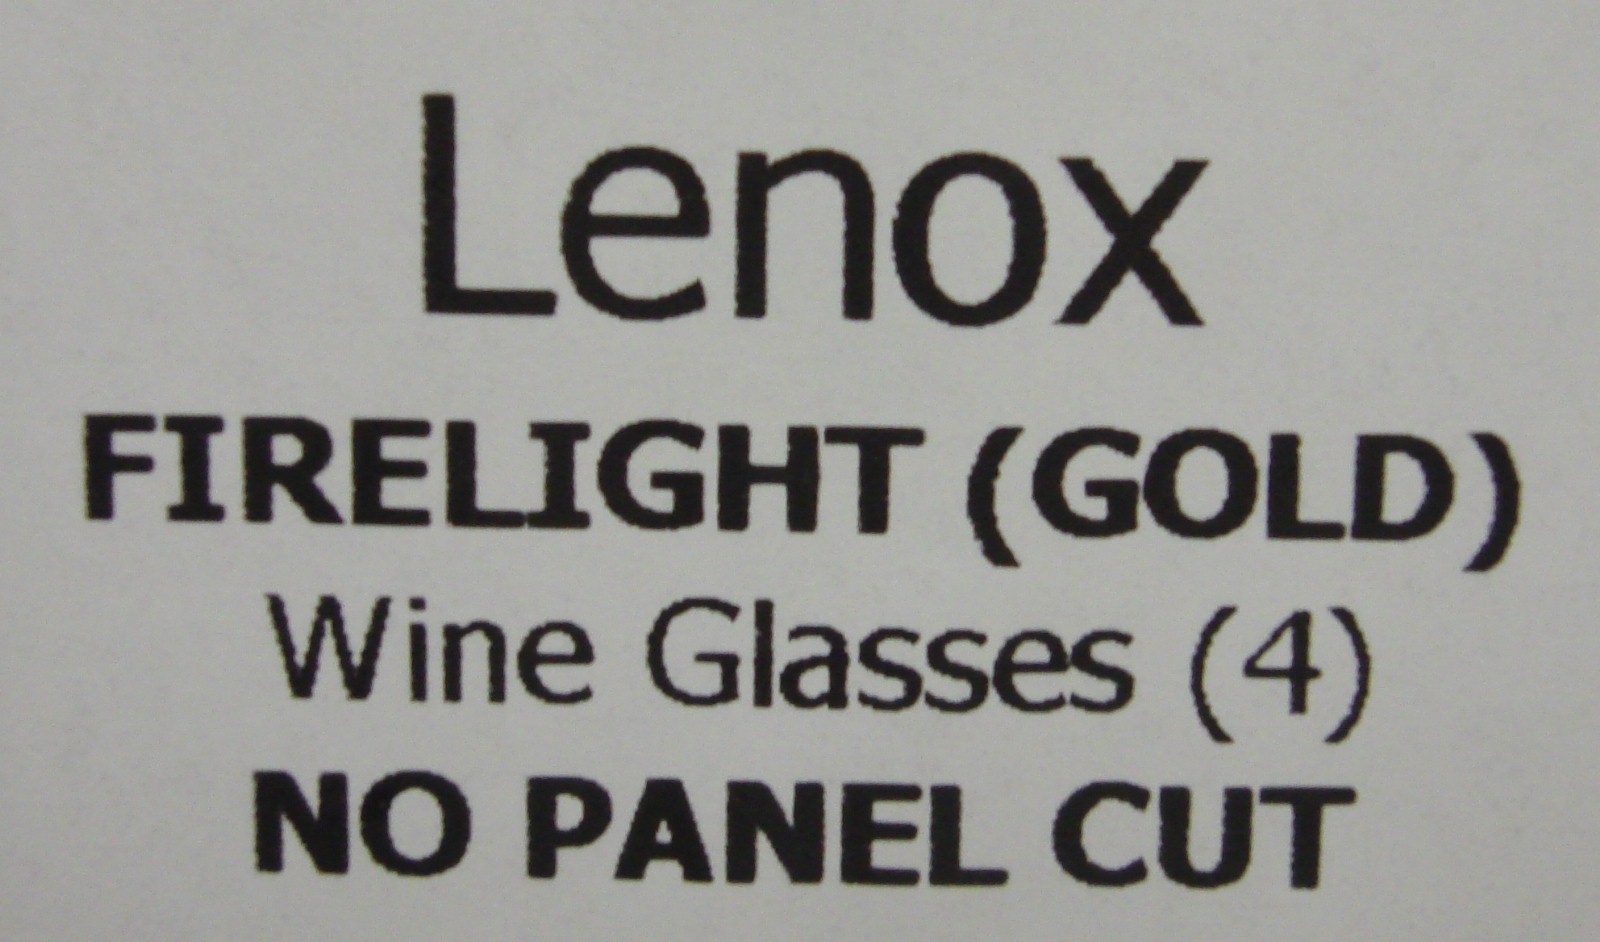 Lenox
FIRELIGHT (GOLD)
Wine Glasses (4)
NO PANEL CUT